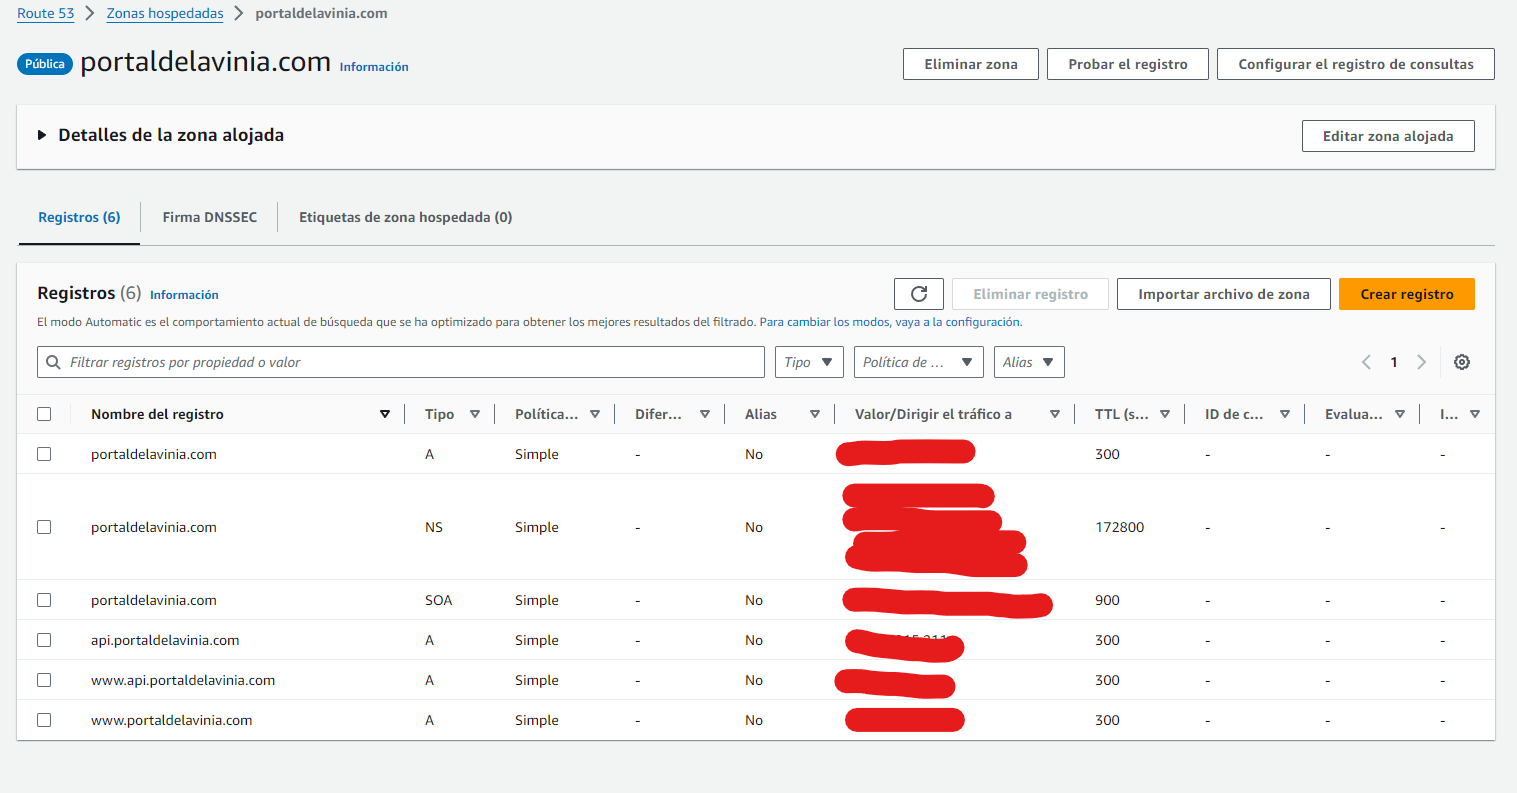 Route 53 > Zonas hospedadas > portaldelavinia.com
Pública portaldelavinia.com Información
Eliminar zona Probar el registro Configurar el registro de consultas
Detalles de la zona alojada Editar zona alojada
Registros (6) Firma DNSSEC Etiquetas de zona hospedada (0)
Registros (6) Información Eliminar registro Importar archivo de zona Crear registro
El modo Automatic es el comportamiento actual de búsqueda que se ha optimizado para obtener los mejores resultados del filtrado. Para cambiar los modos, vaya a la configuración.
Filtrar registros por propiedad o valor Tipo Política de ... Alias 1
Nombre del registro Tipo Política... Difer... Alias Valor/Dirigir el tráfico a TTL (s... ID de c... Evalua... I...
portaldelavinia.com A Simple - No 300 - - -
portaldelavinia.com NS Simple - No 172800 - - -
portaldelavinia.com SOA Simple - No 900 - - -
api.portaldelavinia.com A Simple - No 300 - - -
www.api.portaldelavinia.com A Simple - No 300 - - -
www.portaldelavinia.com A Simple - No 300 - - -